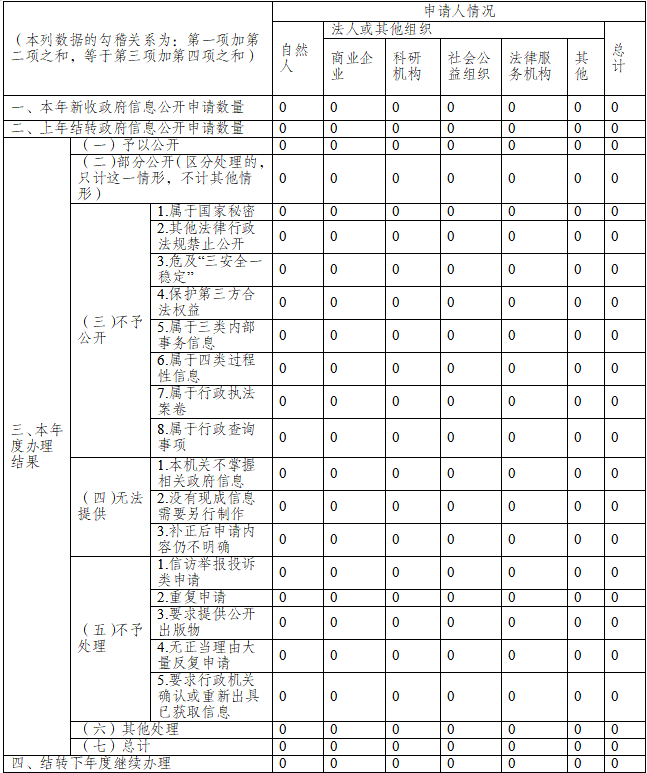 （本列数据的勾稽关系为：第一项加第
二项之和，等于第三项加第四项之和）
申请人情况
自然
人
法人或其他组织
总
计
商业企
业
科研
机构
社会公
益组织
法律服
务机构
其
他
一、本年新收政府信息公开申请数量 0 0 0 0 0 0 0
二、上年结转政府信息公开申请数量 0 0 0 0 0 0 0
三、本年
度办理
结果
（一）予以公开 0 0 0 0 0 0 0
（二）部分公开（区分处理的，
只计这一情形，不计其他情
形） 0 0 0 0 0 0 0
（三）不予
公开
1.属于国家秘密 0 0 0 0 0 0 0
2.其他法律行政
法规禁止公开 0 0 0 0 0 0 0
3.危及“三安全一
稳定” 0 0 0 0 0 0 0
4.保护第三方合
法权益 0 0 0 0 0 0 0
5.属于三类内部
事务信息 0 0 0 0 0 0 0
6.属于四类过程
性信息 0 0 0 0 0 0 0
7.属于行政执法
案卷 0 0 0 0 0 0 0
8.属于行政查询
事项 0 0 0 0 0 0 0
（四）无法
提供
1.本机关不掌握
相关政府信息 0 0 0 0 0 0 0
2.没有现成信息
需要另行制作 0 0 0 0 0 0 0
3.补正后申请内
容仍不明确 0 0 0 0 0 0 0
（五）不予
处理
1.信访举报投诉
类申请 0 0 0 0 0 0 0
2.重复申请 0 0 0 0 0 0 0
3.要求提供公开
出版物 0 0 0 0 0 0 0
4.无正当理由大
量反复申请 0 0 0 0 0 0 0
5.要求行政机关
确认或重新出具
已获取信息 0 0 0 0 0 0 0
（六）其他处理 0 0 0 0 0 0 0
（七）总计 0 0 0 0 0 0 0
四、结转下年度继续办理 0 0 0 0 0 0 0